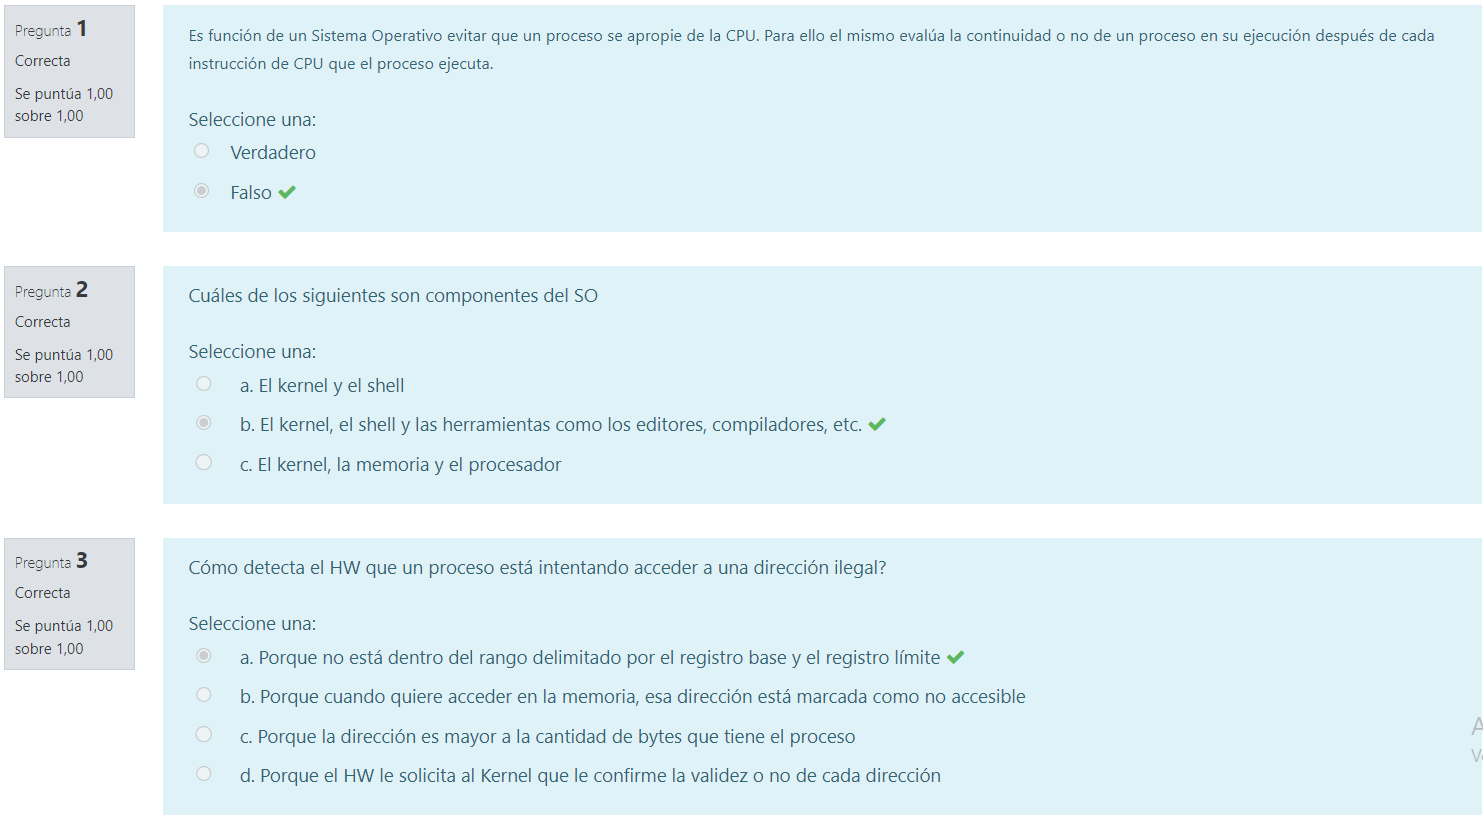 Pregunta 1
Correcta
Se puntúa 1,00
sobre 1,00
Es función de un Sistema Operativo evitar que un proceso se apropie de la CPU. Para ello el mismo evalúa la continuidad o no de un proceso en su ejecución después de cada
instrucción de CPU que el proceso ejecuta.
Seleccione una:
Verdadero
Falso
Pregunta 2
Correcta
Se puntúa 1,00
sobre 1,00
Cuáles de los siguientes son componentes del SO
Seleccione una:
a. El kernel y el shell
b. El kernel, el shell y las herramientas como los editores, compiladores, etc.
c. El kernel, la memoria y el procesador
Pregunta 3
Correcta
Se puntúa 1,00
sobre 1,00
Cómo detecta el HW que un proceso está intentando acceder a una dirección ilegal?
Seleccione una:
a. Porque no está dentro del rango delimitado por el registro base y el registro límite
b. Porque cuando quiere acceder en la memoria, esa dirección está marcada como no accesible
c. Porque la dirección es mayor a la cantidad de bytes que tiene el proceso
d. Porque el HW le solicita al Kernel que le confirme la validez o no de cada dirección